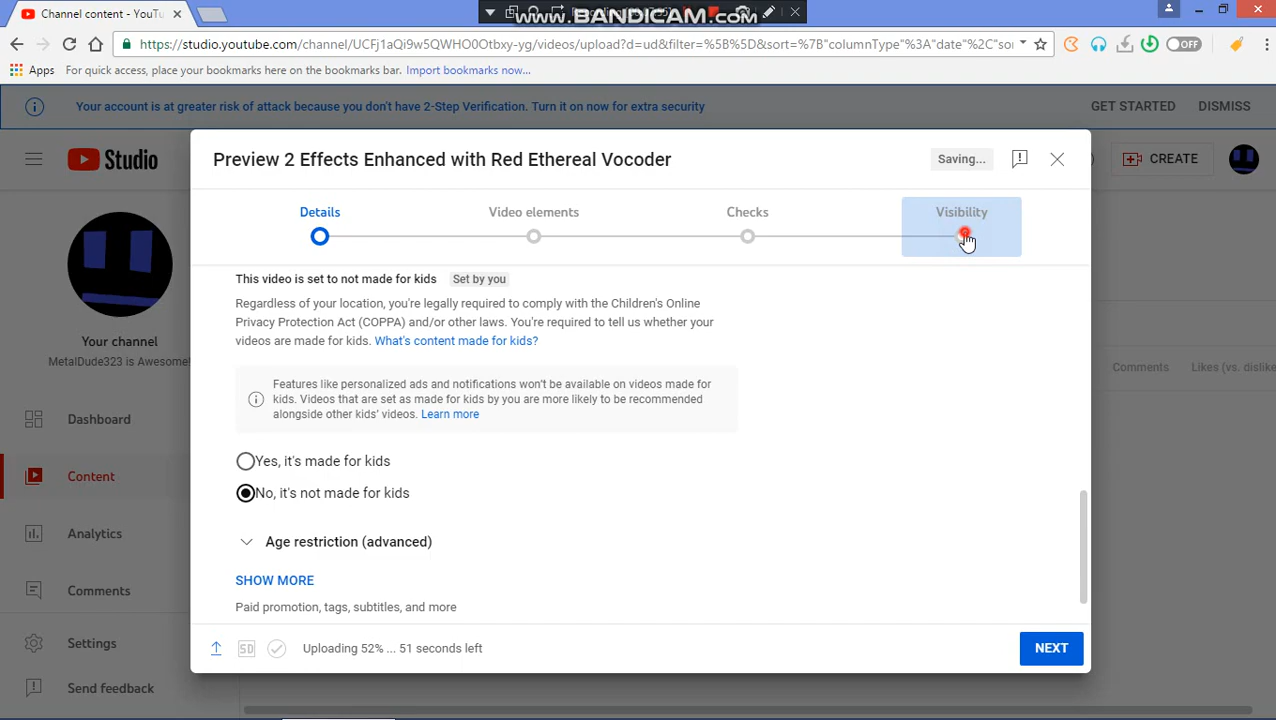 Channel content - YouTu
www.BANDICAM.com
https://studio.youtube.com/channel/UCFj1aQi9w5QWHO0Otbxy-yg/videos/upload?d=ud&filter=%5B%5D&sort=%7B"columnType"%3A"date"%2C"sor
OFF
Apps
For quick access, place your bookmarks here on the bookmarks bar.
Import bookmarks now...
Your account is at greater risk of attack because you don't have 2-Step Verification. Turn it on now for extra security
GET STARTED
DISMISS
Studio
CREATE
Preview 2 Effects Enhanced with Red Ethereal Vocoder
Saving...
Details
Video elements
Checks
Visibility
This video is set to not made for kids
Set by you
Regardless of your location, you're legally required to comply with the Children's Online
Privacy Protection Act (COPPA) and/or other laws. You're required to tell us whether your
videos are made for kids. What's content made for kids?
Features like personalized ads and notifications won't be available on videos made for
kids. Videos that are set as made for kids by you are more likely to be recommended
alongside other kids' videos. Learn more
Yes, it's made for kids
No, it's not made for kids
Age restriction (advanced)
SHOW MORE
Paid promotion, tags, subtitles, and more
SD
Uploading 52% ... 51 seconds left
NEXT
Your channel
MetalDude323 is Awesome!
Dashboard
Content
Analytics
Comments
Settings
Send feedback
Comments
Likes (vs. dislike